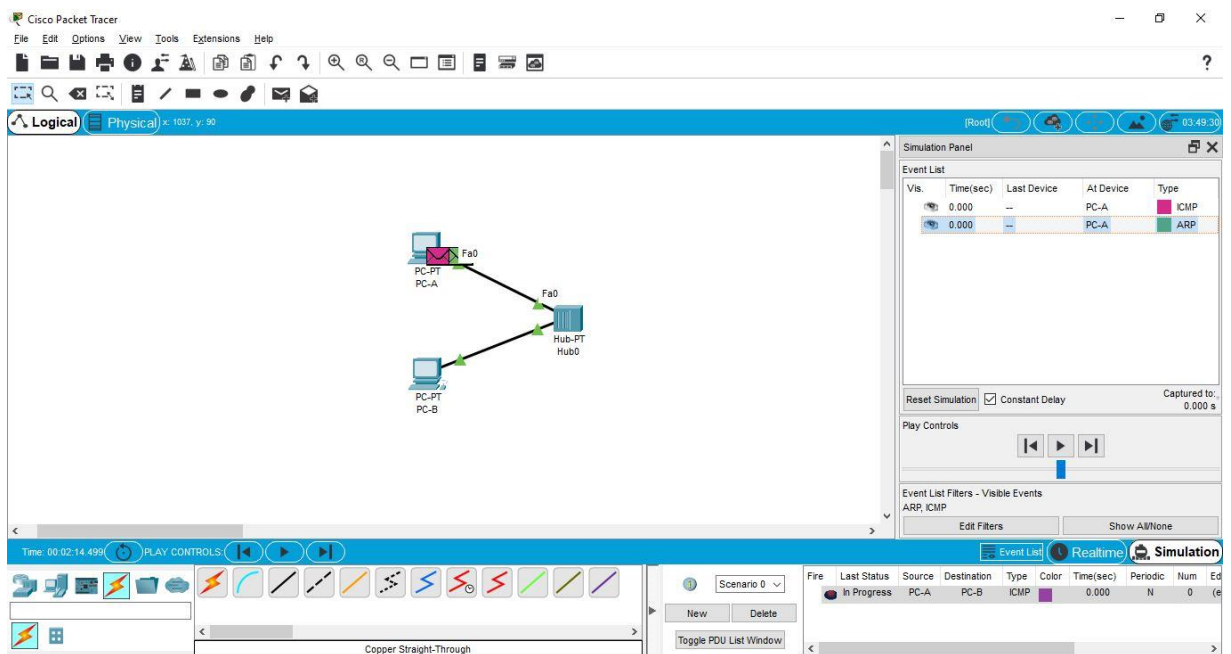 Cisco Packet Tracer
File Edit Options View Tools Extensions Help
?
Logical Physical x: 1037, y: 90 [Root] 03:49:30
Simulation Panel
Event List
Vis. Time(sec) Last Device At Device Type
0.000 -- PC-A ICMP
0.000 -- PC-A ARP
Fa0
PC-PT
PC-A
Fa0
Hub-PT
Hub0
PC-PT
PC-B
Reset Simulation Constant Delay Captured to:
0.000 s
Play Controls
Event List Filters - Visible Events
ARP, ICMP
Edit Filters Show All/None
Time: 00:02:14.499 PLAY CONTROLS: Event List Realtime Simulation
Scenario 0
New Delete
Toggle PDU List Window
Fire Last Status Source Destination Type Color Time(sec) Periodic Num Ed
In Progress PC-A PC-B ICMP 0.000 N 0 (e
Copper Straight-Through